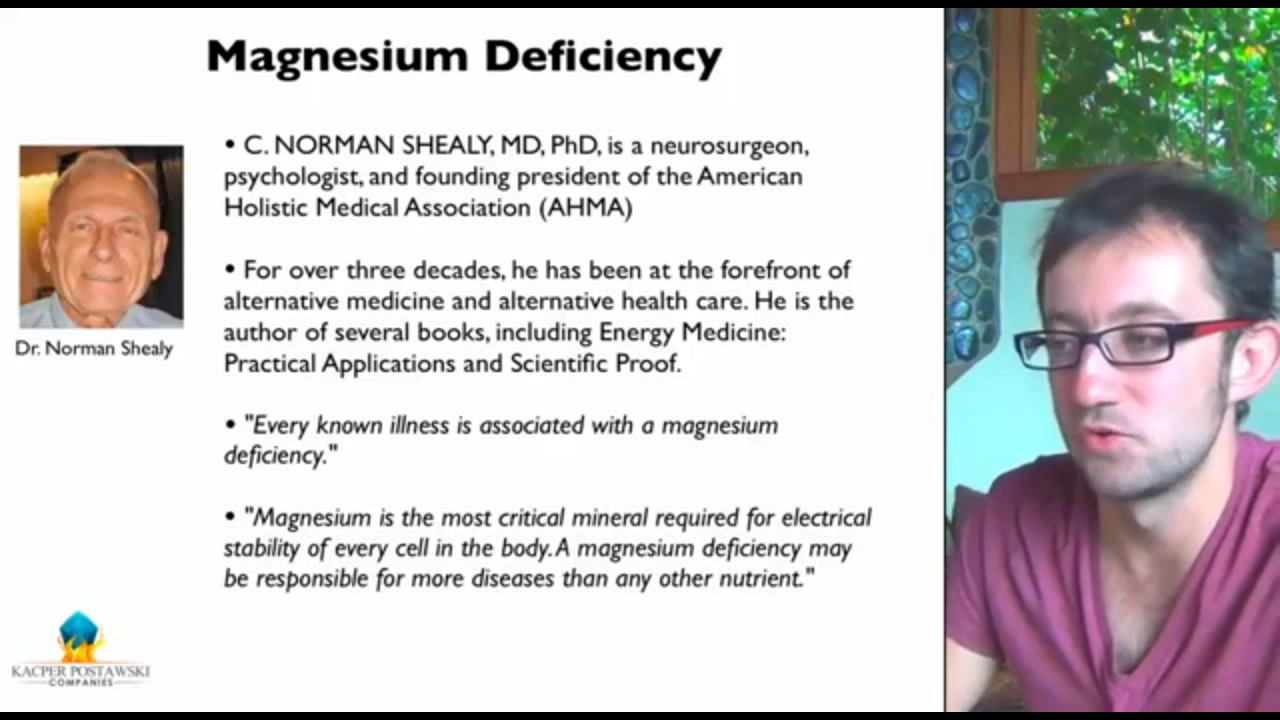 Magnesium Deficiency
• C. NORMAN SHEALY, MD, PhD, is a neurosurgeon,
psychologist, and founding president of the American
Holistic Medical Association (AHMA)
• For over three decades, he has been at the forefront of
alternative medicine and alternative health care. He is the
author of several books, including Energy Medicine:
Practical Applications and Scientific Proof.
• "Every known illness is associated with a magnesium
deficiency."
• "Magnesium is the most critical mineral required for electrical
stability of every cell in the body. A magnesium deficiency may
be responsible for more diseases than any other nutrient."
Dr. Norman Shealy
KACPER POSTAWSKI
COMPANIES